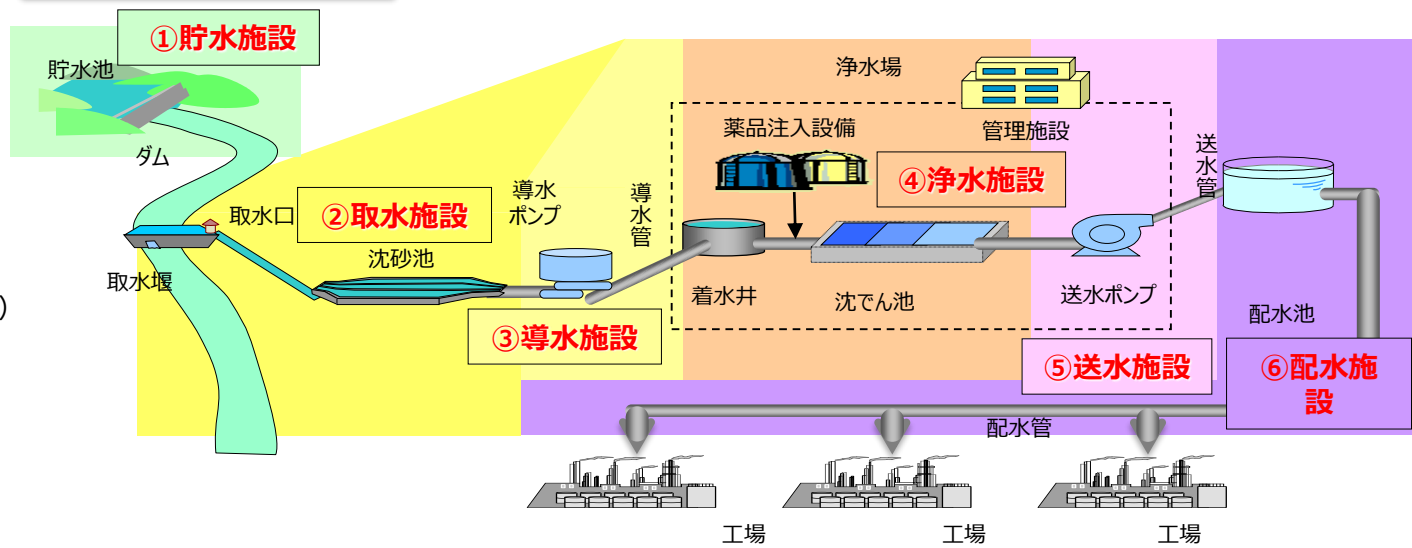 ①貯水施設
貯水池
ダム
取水口
②取水施設
取水堰
沈砂池
導水
ポンプ
③導水施設
導水管
浄水場
薬品注入設備
管理施設
④浄水施設
着水井
沈でん池
送水ポンプ
送水管
⑤送水施設
配水池
⑥配水施
設
配水管
工場
工場
工場
)